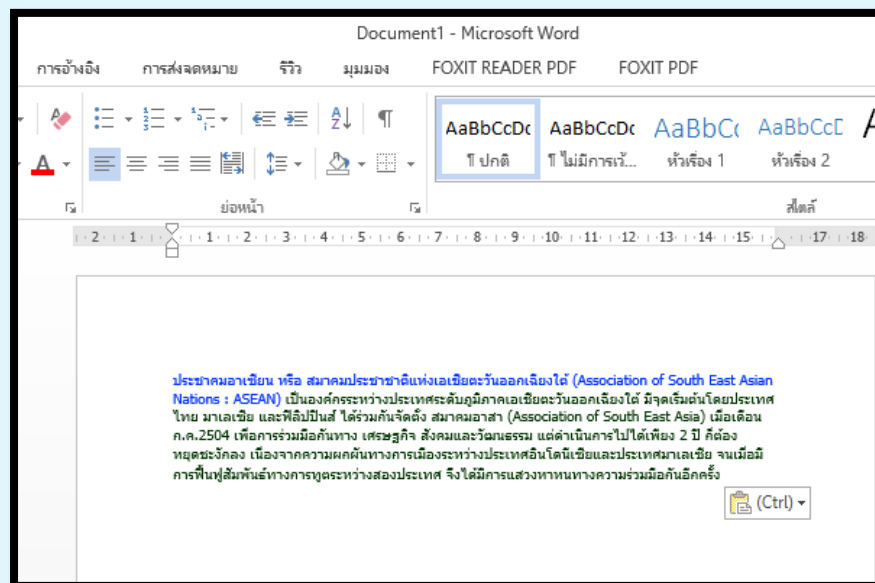 Document1 - Microsoft Word
การอ้างอิง การส่งจดหมาย รีวิว มุมมอง FOXIT READER PDF FOXIT PDF
AaBbCcDc AaBbCcDc AaBbC AaBbCcD
¶ ปกติ ¶ ไม่มีการเว้... หัวเรื่อง 1 หัวเรื่อง 2
ย่อหน้า สไตล์
2 1 1 2 3 4 5 6 7 8 9 10 11 12 13 14 15 17 18
ประชาคมอาเซียน หรือ สมาคมประชาชาติแห่งเอเชียตะวันออกเฉียงใต้ (Association of South East Asian
Nations : ASEAN) เป็นองค์กรระหว่างประเทศระดับภูมิภาคเอเชียตะวันออกเฉียงใต้ มีจุดเริ่มต้นโดยประเทศ
ไทย มาเลเซีย และฟิลิปปินส์ ได้ร่วมกันจัดตั้ง สมาคมอาสา (Association of South East Asia) เมื่อเดือน
ก.ค.2504 เพื่อการร่วมมือกันทาง เศรษฐกิจ สังคมและวัฒนธรรม แต่ดำเนินการไปได้เพียง 2 ปี ก็ต้อง
หยุดชะงักลง เนื่องจากความผกผันทางการเมืองระหว่างประเทศอินโดนีเซียและประเทศมาเลเซีย จนเมื่อมี
การฟื้นฟูสัมพันธ์ทางการทูตระหว่างสองประเทศ จึงได้มีการแสวงหาหนทางความร่วมมือกันอีกครั้ง
(Ctrl)